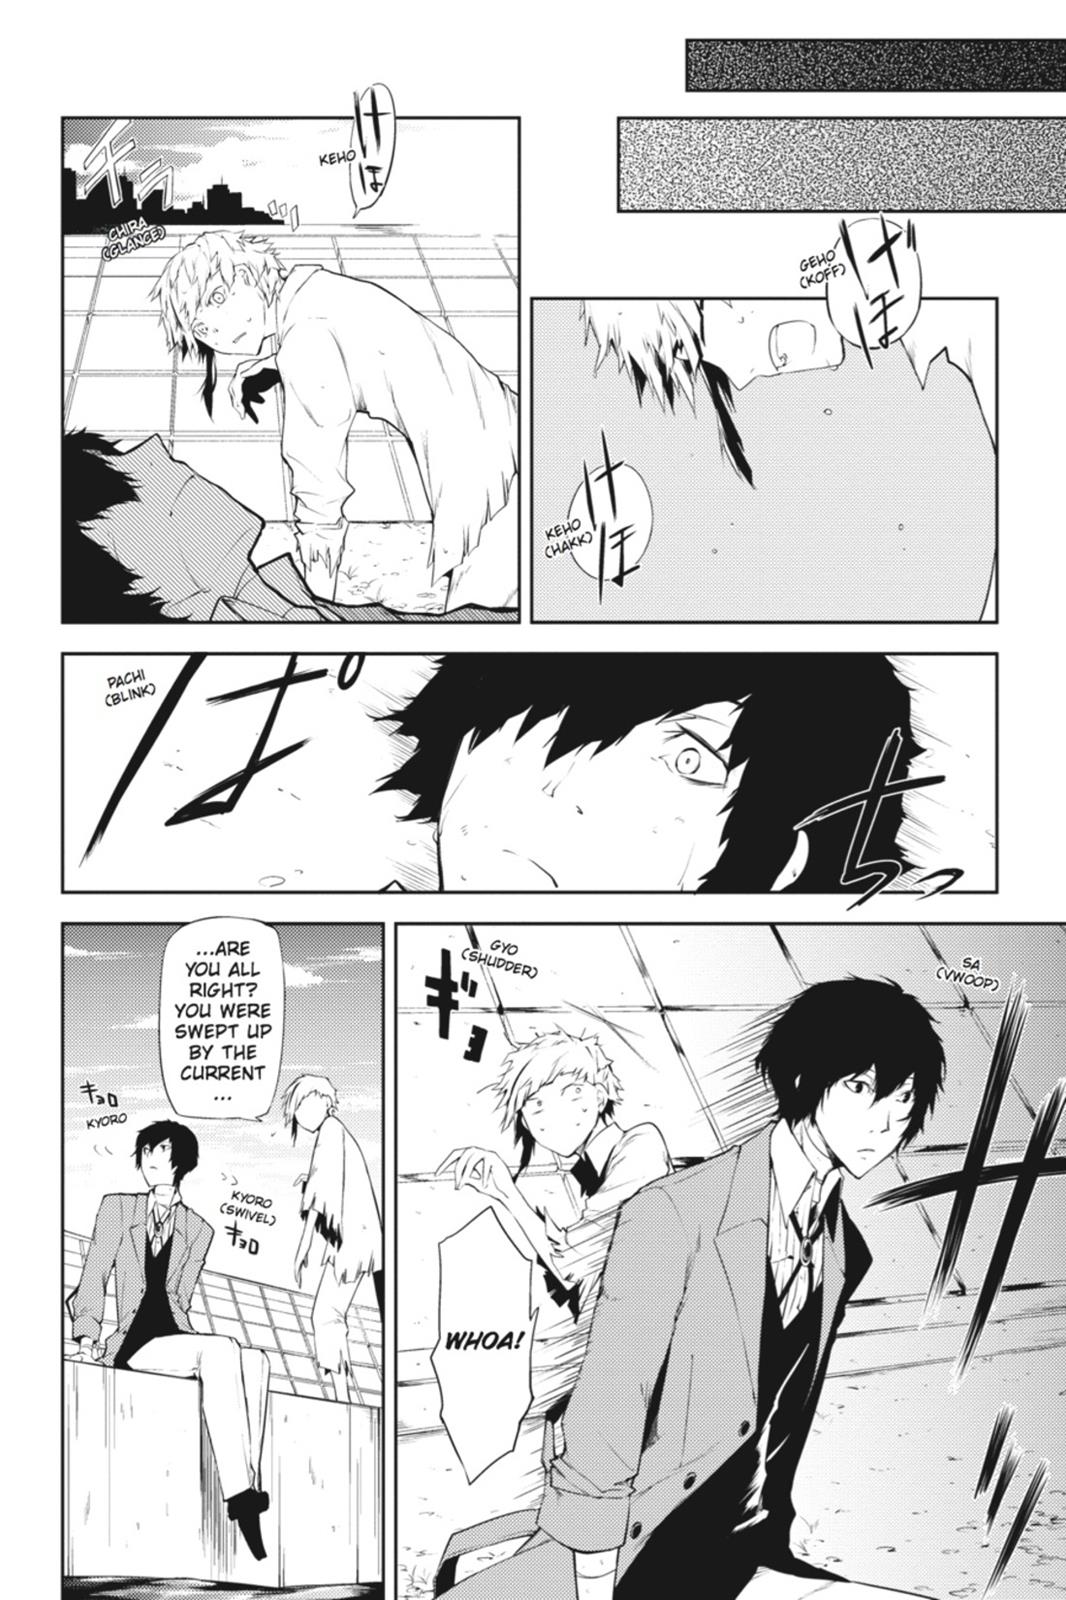 げほ
GEHO
(KOFF)
けほ
KEHO
(HAKK)
けほ
KEHO
チラッ
CHIRA
(GLANCE)
ぱちっ
PACHI
(BLINK)
サ
SA
(VWOOP)
ギョ
GYO
(SHUDDER)
WHOA!
...ARE
YOU ALL
RIGHT?
YOU WERE
SWEPT UP
BY THE
CURRENT
...
キョロ
KYORO
KYORO
(SWIVEL)
キョロ